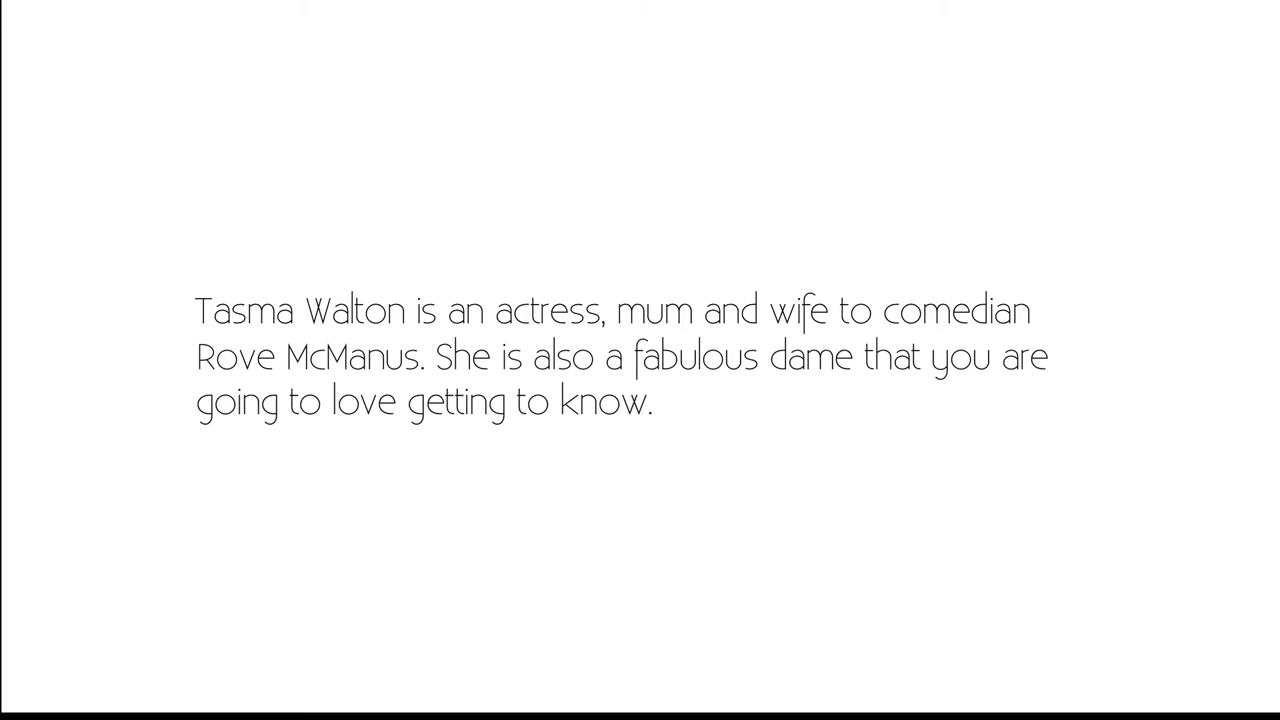 Tasma Walton is an actress, mum and wife to comedian
Rove McManus. She is also a fabulous dame that you are
going to love getting to know.